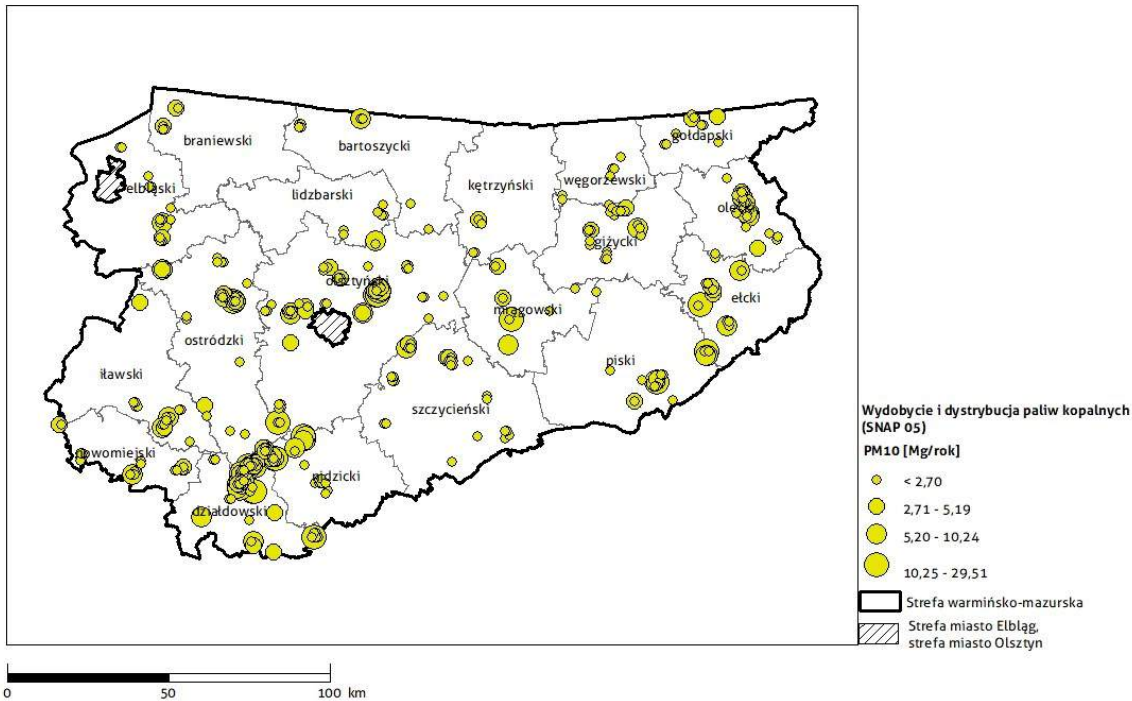 braniewski
bartoszycki
gołdapski
elbląski
lidzbarski
kętrzyński
węgorzewski
olecki
giżycki
olsztyński
ełcki
mrągowski
ostródzki
piski
iławski
szczycieński
nowomiejski
nidzicki
działdowski
Wydobycie i dystrybucja paliw kopalnych
(SNAP 05)
PM10 [Mg/rok]
< 2,70
2,71 - 5,19
5,20 - 10,24
10,25 - 29,51
Strefa warmińsko-mazurska
Strefa miasto Elbląg,
strefa miasto Olsztyn
0 50 100 km